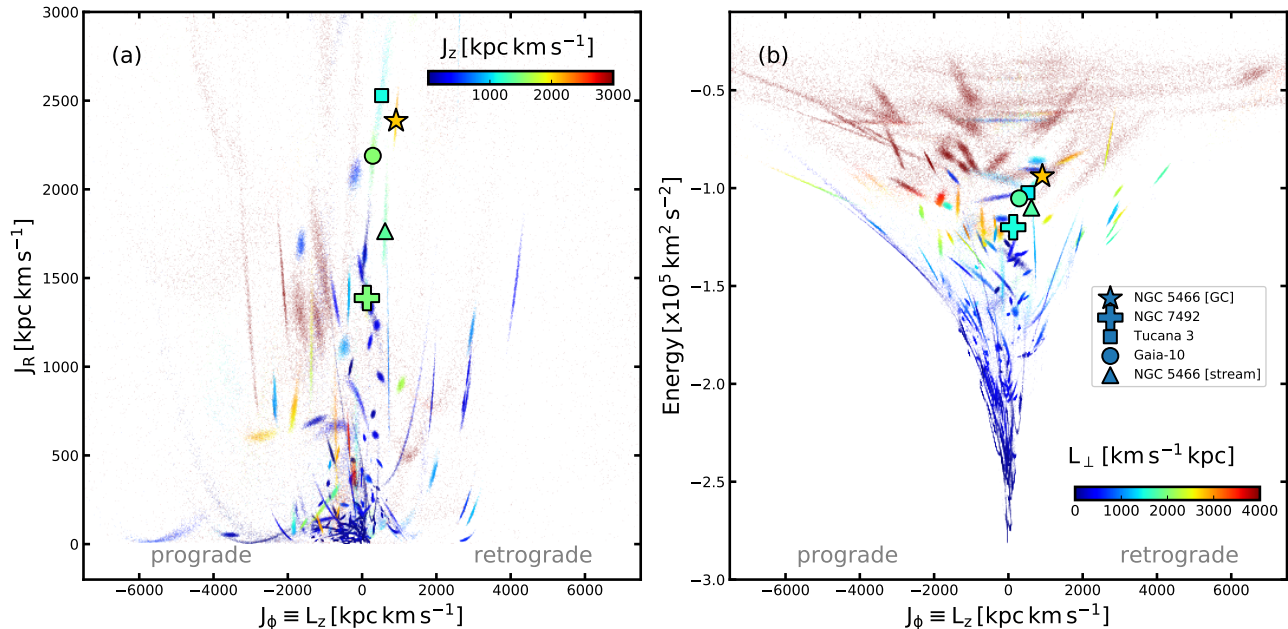 (a)
J_z [kpc km s⁻¹]
1000 2000 3000
3000
2500
2000
1500
1000
500
0
J_R [kpc km s⁻¹]
prograde retrograde
−6000 −4000 −2000 0 2000 4000 6000
J_ϕ ≡ L_z [kpc km s⁻¹]
(b)
−0.5
−1.0
−1.5
−2.0
−2.5
−3.0
Energy [x10⁵ km² s⁻²]
NGC 5466 [GC]
NGC 7492
Tucana 3
Gaia-10
NGC 5466 [stream]
L_⊥ [km s⁻¹ kpc]
0 1000 2000 3000 4000
prograde retrograde
−6000 −4000 −2000 0 2000 4000 6000
J_ϕ ≡ L_z [kpc km s⁻¹]